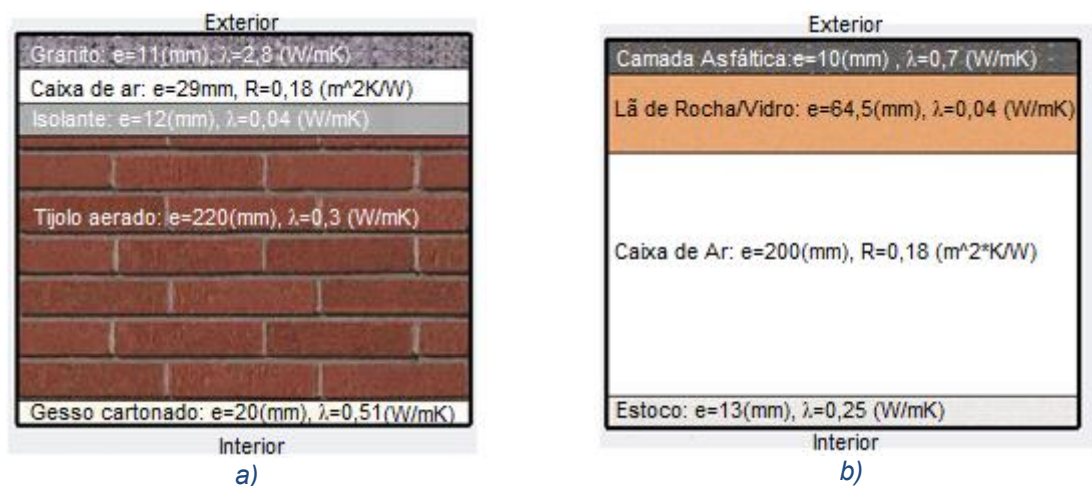 Exterior
Granito: e=11(mm), λ=2,8 (W/mK)
Caixa de ar: e=29mm, R=0,18 (m^2K/W)
Isolante: e=12(mm), λ=0,04 (W/mK)
Tijolo aerado: e=220(mm), λ=0,3 (W/mK)
Gesso cartonado: e=20(mm), λ=0,51(W/mK)
Interior
a)
Exterior
Camada Asfáltica:e=10(mm) , λ=0,7 (W/mK)
Lã de Rocha/Vidro: e=64,5(mm), λ=0,04 (W/mK)
Caixa de Ar: e=200(mm), R=0,18 (m^2*K/W)
Estoco: e=13(mm), λ=0,25 (W/mK)
Interior
b)